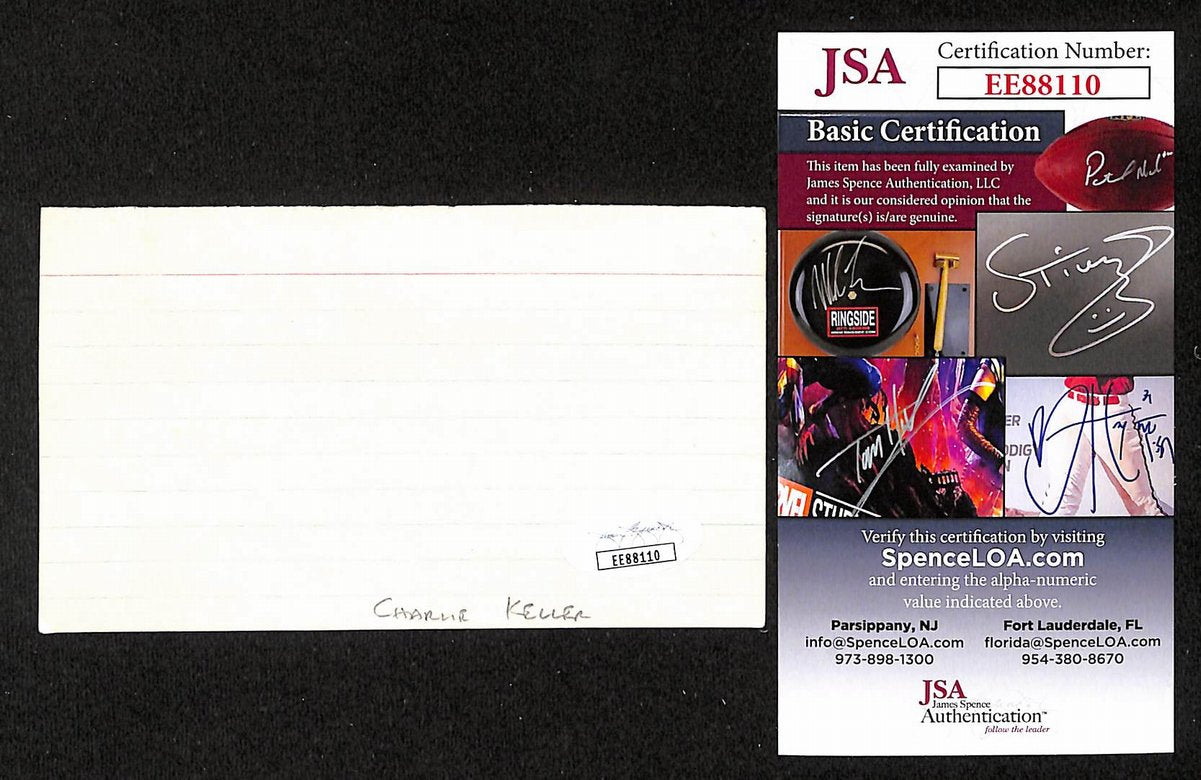 EE88110
CHARLIE KELLER
JSA
Certification Number:
EE88110
Basic Certification
This item has been fully examined by
James Spence Authentication, LLC
and it is our considered opinion that the
signature(s) is/are genuine.
RINGSIDE
Verify this certification by visiting
SpenceLOA.com
and entering the alpha-numeric
value indicated above.
Parsippany, NJ
info@SpenceLOA.com
973-898-1300
Fort Lauderdale, FL
florida@SpenceLOA.com
954-380-8670
JSA
James Spence
Authentication™
follow the leader